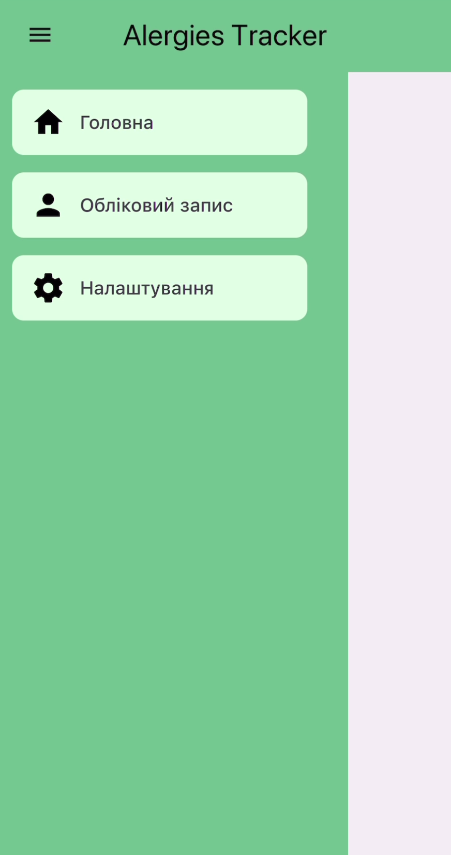 Alergies Tracker
Головна
Обліковий запис
Налаштування